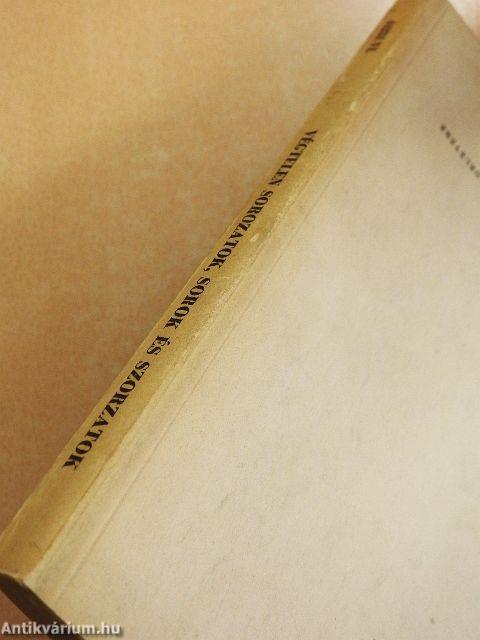 VÉGTELEN SOROZATOK, SOROK ÉS SZORZATOK
Antikvárium.hu